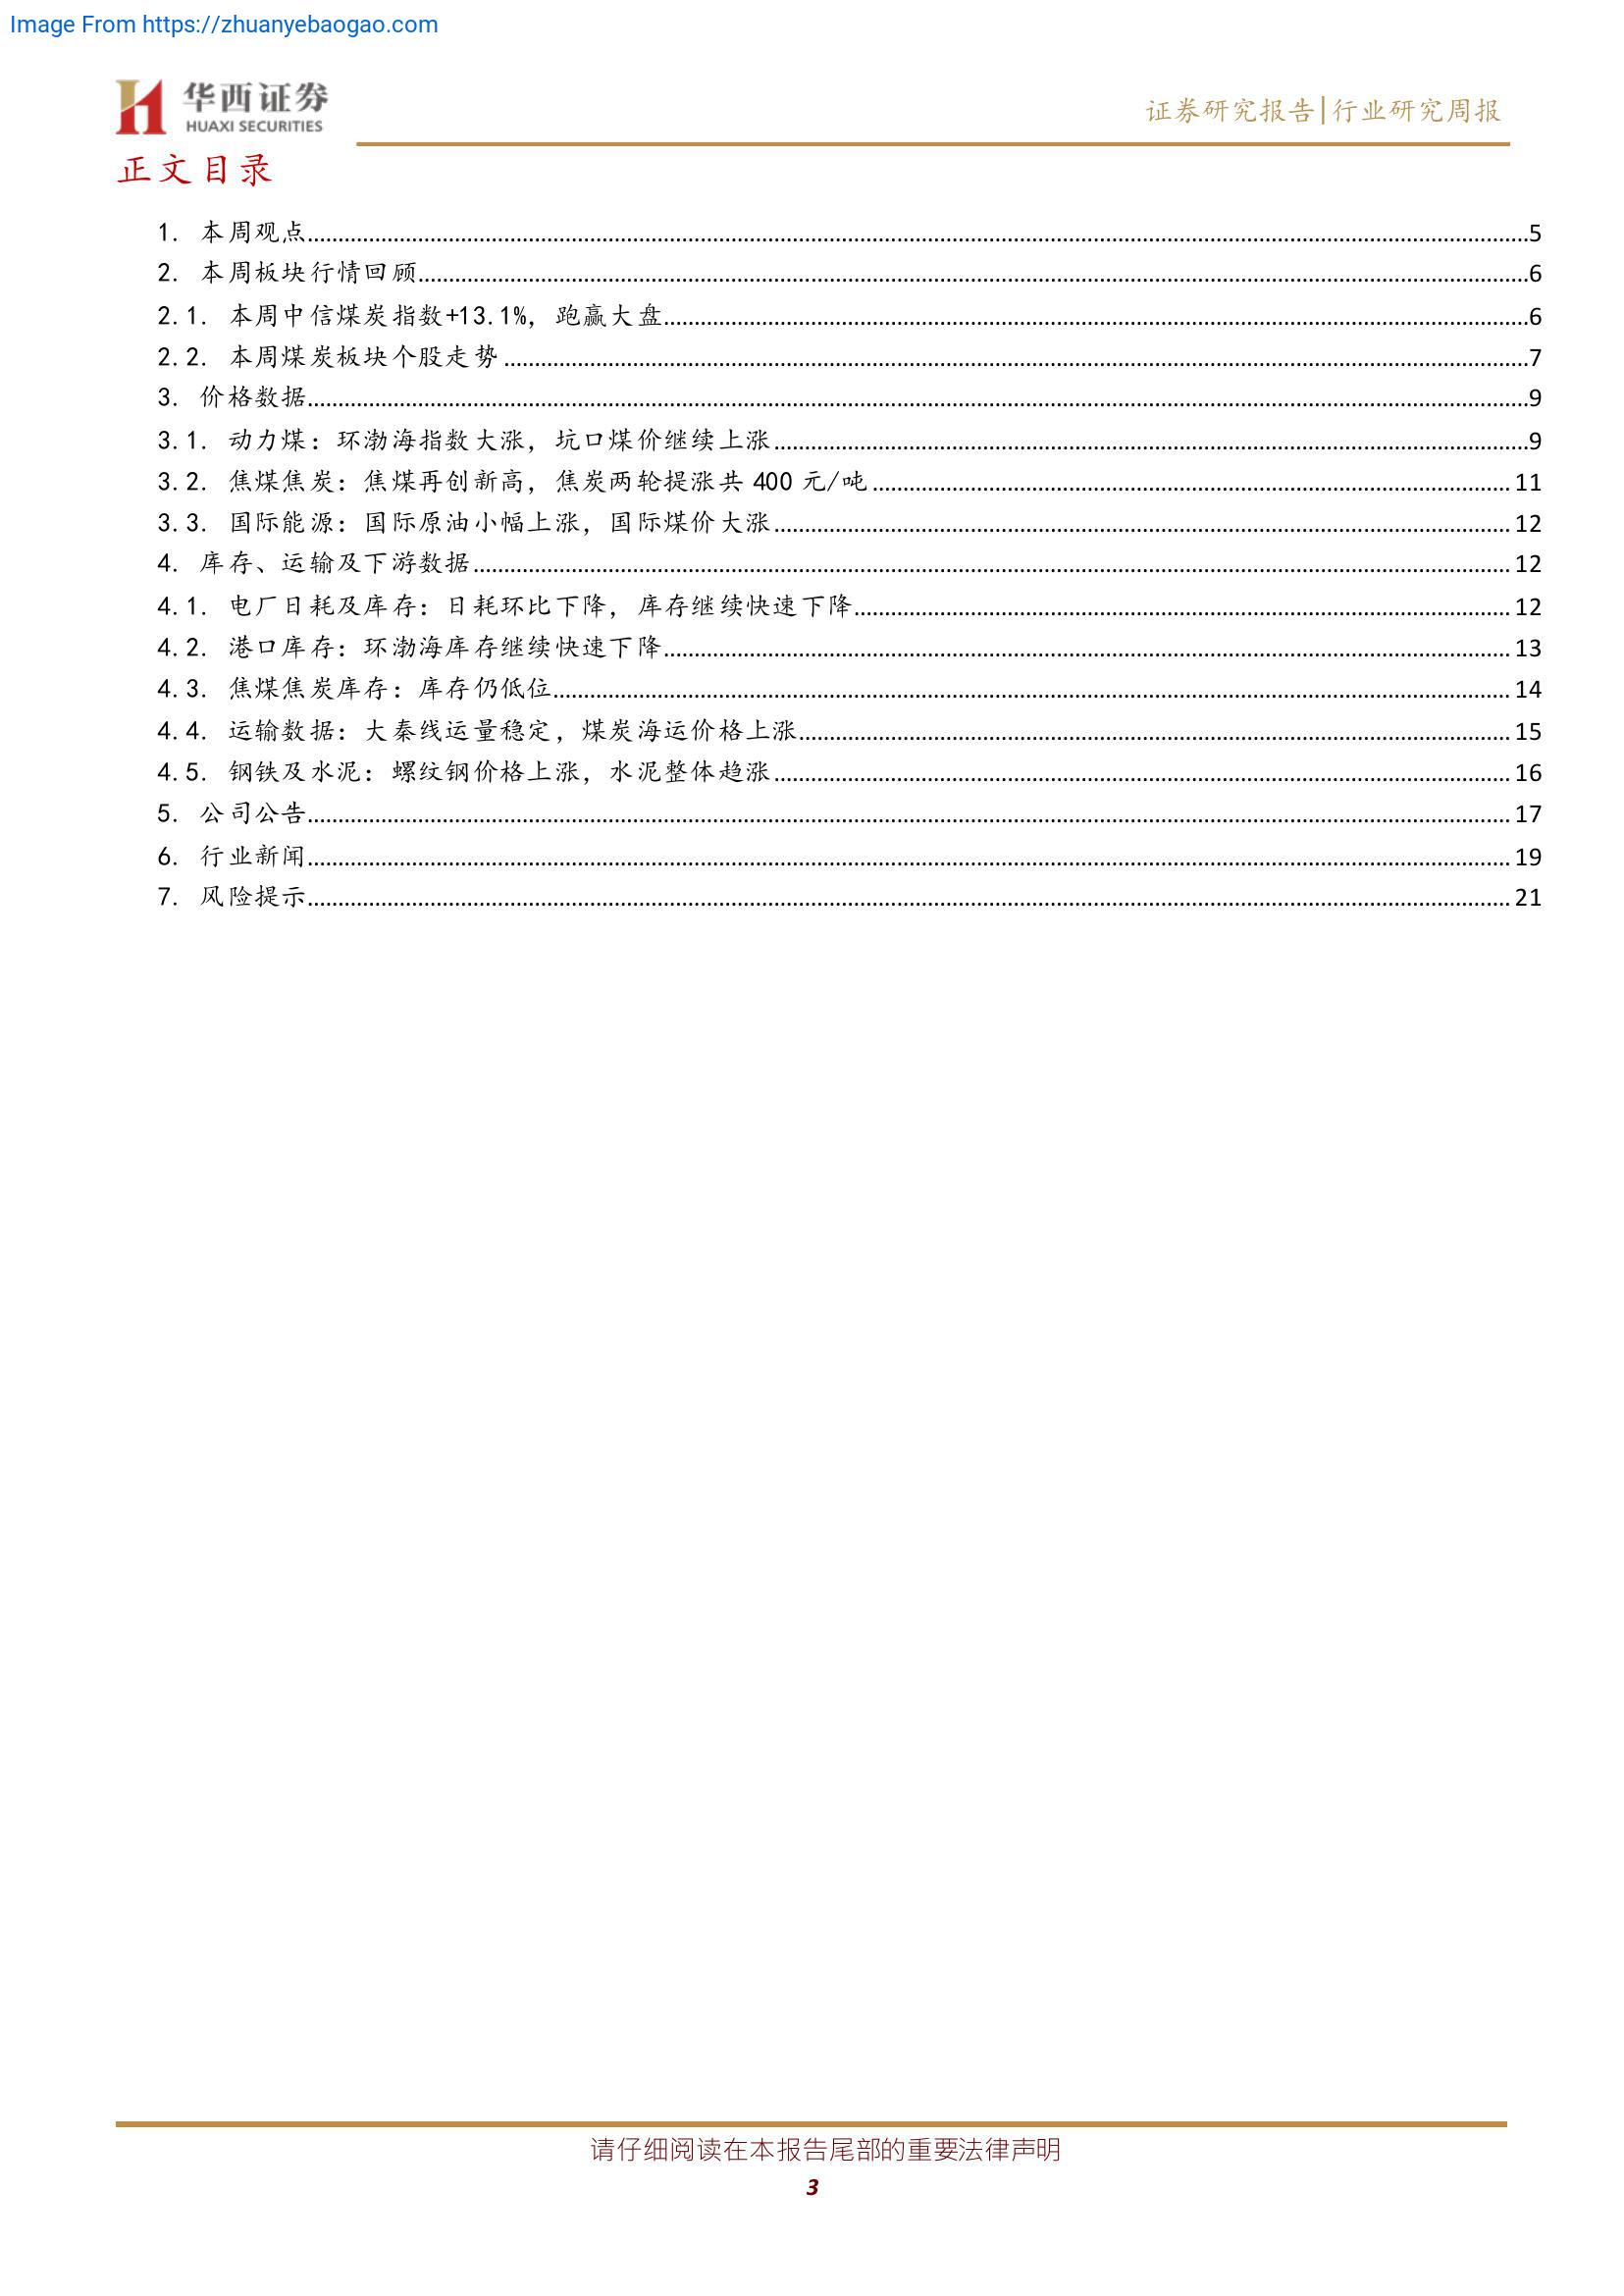 Image From https://zhuanyebaogao.com
华西证券
HUAXI SECURITIES
证券研究报告|行业研究周报
正文目录
1. 本周观点........................5
2. 本周板块行情回顾........................6
2.1. 本周中信煤炭指数+13.1%，跑赢大盘........................6
2.2. 本周煤炭板块个股走势........................7
3. 价格数据........................9
3.1. 动力煤：环渤海指数大涨，坑口煤价继续上涨........................9
3.2. 焦煤焦炭：焦煤再创新高，焦炭两轮提涨共 400 元/吨........................11
3.3. 国际能源：国际原油小幅上涨，国际煤价大涨........................12
4. 库存、运输及下游数据........................12
4.1. 电厂日耗及库存：日耗环比下降，库存继续快速下降........................12
4.2. 港口库存：环渤海库存继续快速下降........................13
4.3. 焦煤焦炭库存：库存仍低位........................14
4.4. 运输数据：大秦线运量稳定，煤炭海运价格上涨........................15
4.5. 钢铁及水泥：螺纹钢价格上涨，水泥整体趋涨........................16
5. 公司公告........................17
6. 行业新闻........................19
7. 风险提示........................21
请仔细阅读在本报告尾部的重要法律声明
3